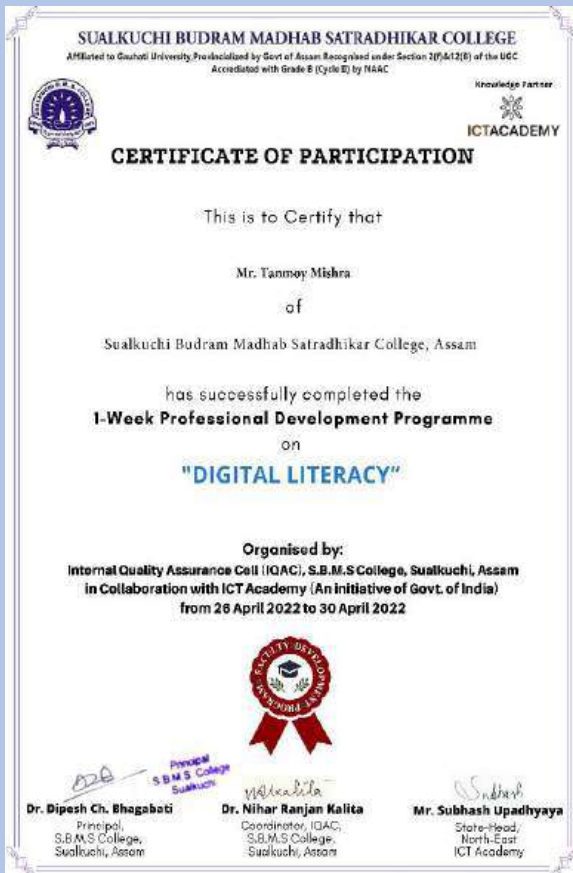 SUALKUCHI BUDRAM MADHAB SATRADHIKAR COLLEGE
Affiliated to Gauhati University, Provincialized by Govt of Assam Recognised under Section 2(f)&12(B) of the UGC
Accrediated with Grade B (Cycle II) by NAAC
Knowledge Partner
ICTACADEMY
CERTIFICATE OF PARTICIPATION
This is to Certify that
Mr. Tanmoy Mishra
of
Sualkuchi Budram Madhab Satradhikar College, Assam
has successfully completed the
1-Week Professional Development Programme
on
"DIGITAL LITERACY"
Organised by:
Internal Quality Assurance Cell (IQAC), S.B.M.S College, Sualkuchi, Assam
in Collaboration with ICT Academy (An initiative of Govt. of India)
from 26 April 2022 to 30 April 2022
FACULTY DEVELOPMENT
PROGRAM
Principal
S.B.M.S. College
Sualkuchi
Dr. Dipesh Ch. Bhagabati
Principal,
S.B.M.S College,
Sualkuchi, Assam
Dr. Nihar Ranjan Kalita
Coordinator, IQAC,
S.B.M.S College,
Sualkuchi, Assam
Mr. Subhash Upadhyaya
State-Head,
North-East
ICT Academy